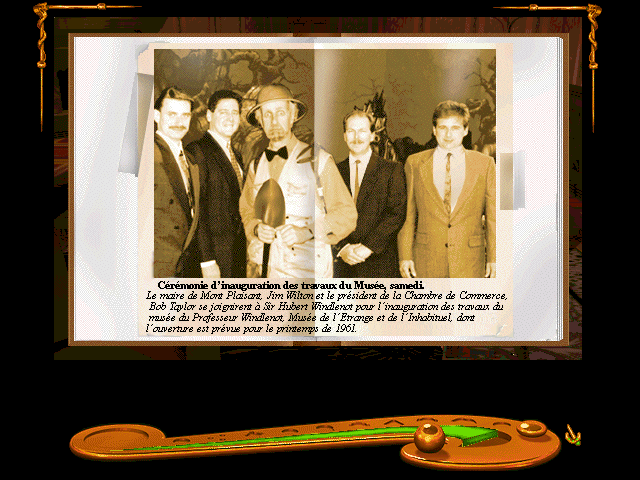 Cérémonie d'inauguration des travaux du Musée, samedi.
Le maire de Mont Plaisant, Jim Wilton et le président de la Chambre de Commerce,
Bob Taylor se joignirent à Sir Hubert Windlenot pour l'inauguration des travaux du
musée du Professeur Windlenot, Musée de l'Etrange et de l'Inhabituel, dont
l'ouverture est prévue pour le printemps de 1961.